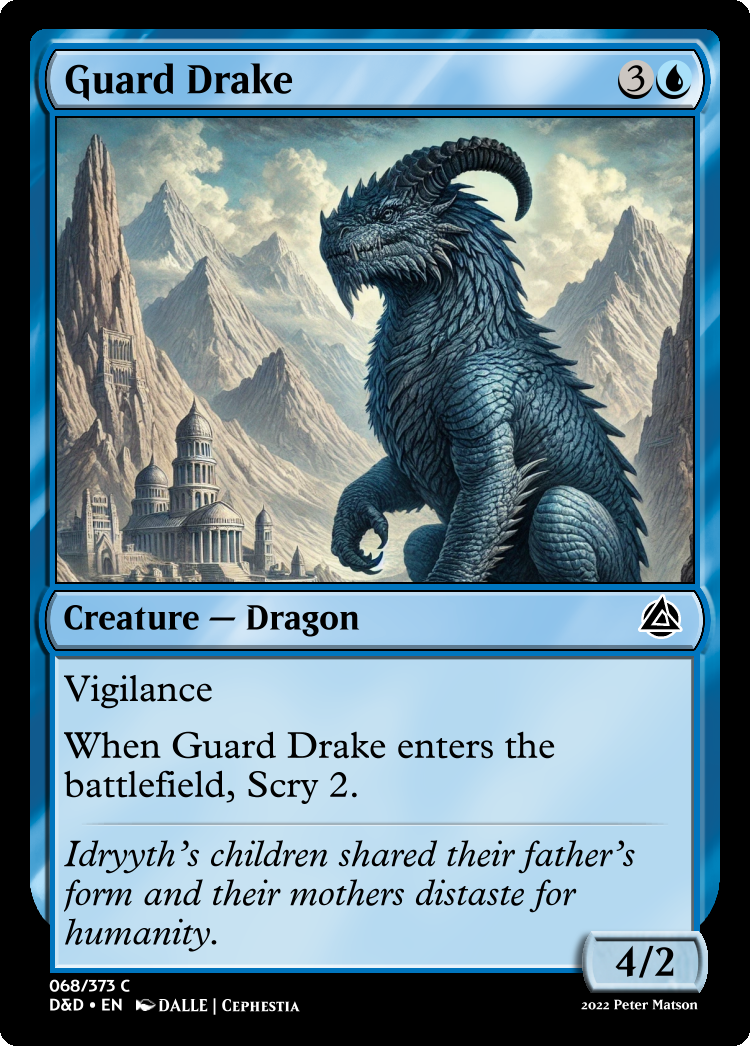 Guard Drake 3
Creature — Dragon
Vigilance
When Guard Drake enters the
battlefield, Scry 2.
Idryyth's children shared their father's
form and their mothers distaste for
humanity.
4/2
068/373 C
D&D • EN DALLE | Cephestia
2022 Peter Matson